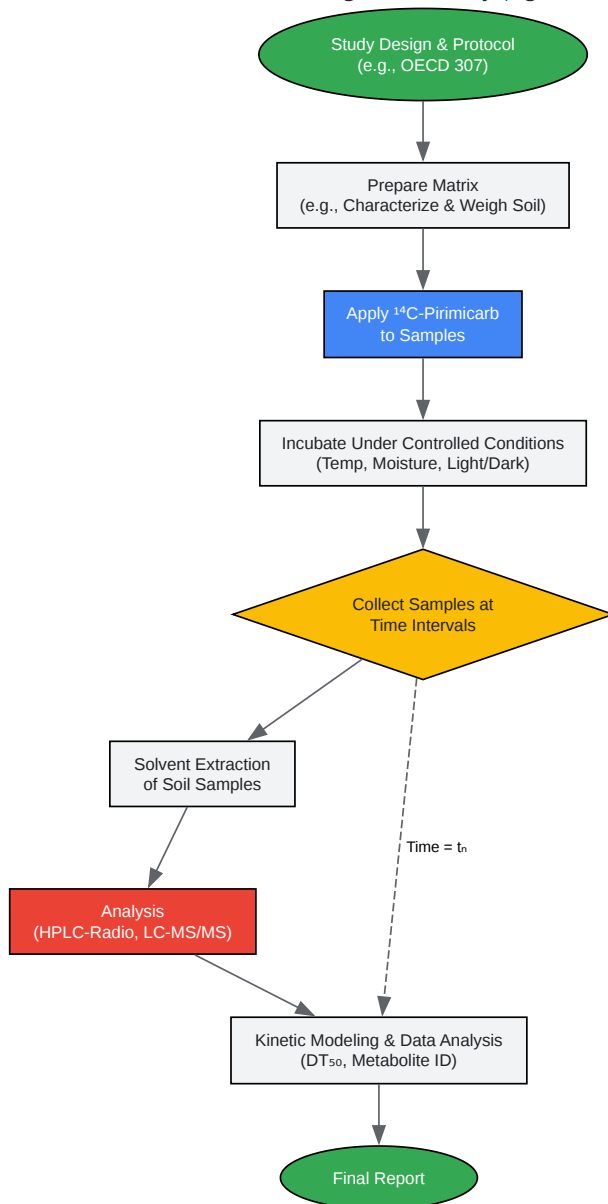 Study Design & Protocol
(e.g., OECD 307)
Prepare Matrix
(e.g., Characterize & Weigh Soil)
Apply ¹⁴C-Pirimicarb
to Samples
Incubate Under Controlled Conditions
(Temp, Moisture, Light/Dark)
Collect Samples at
Time Intervals
Solvent Extraction
of Soil Samples
Time = tₙ
Analysis
(HPLC-Radio, LC-MS/MS)
Kinetic Modeling & Data Analysis
(DT₅₀, Metabolite ID)
Final Report